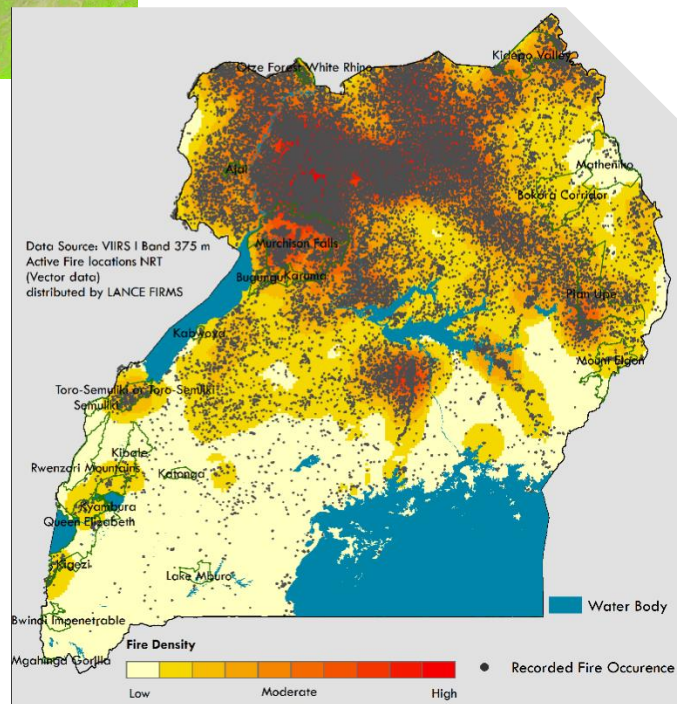 Otze Forest White Rhino
Kidepo Valley
Matheniko
Ajai
Bokora Corridor
Data Source: VIIRS I Band 375 m
Active Fire locations NRT
(Vector data)
distributed by LANCE FIRMS
Murchison Falls
Bugungu
Karuma
Pian Upe
Kabwoya
Mount Elgon
Toro-Semuliki or Toro-Semliki
Semuliki
Kibale
Rwenzori Mountains
Katonga
Kyambura
Queen Elizabeth
Kigezi
Lake Mburo
Water Body
Bwindi Impenetrable
Fire Density
Mgahinga Gorilla
Recorded Fire Occurence
Low
Moderate
High